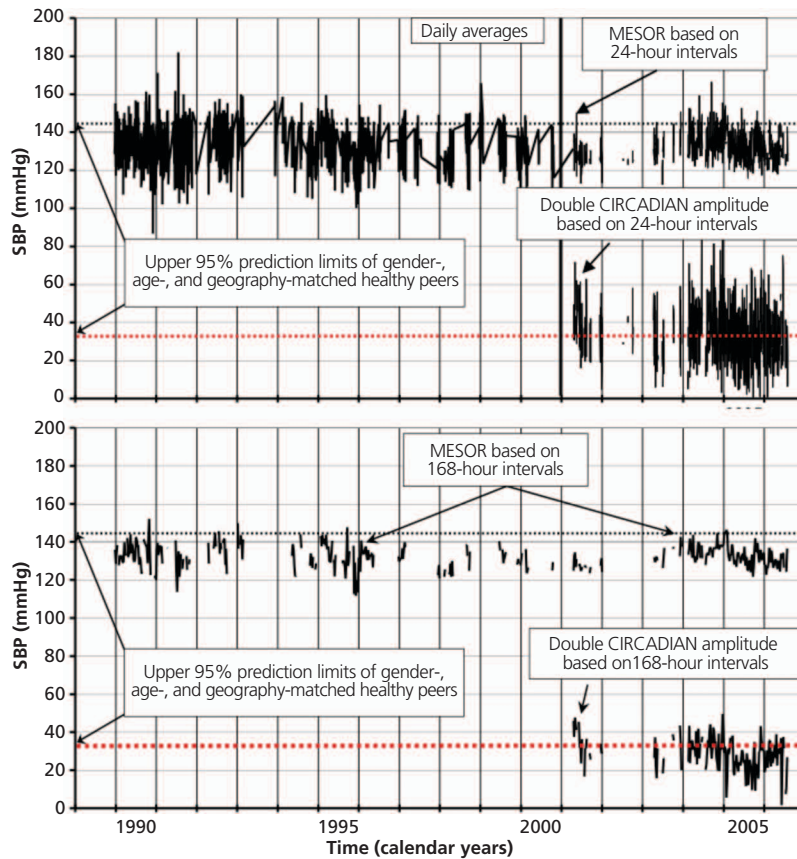 200
180
160
140
120
100
80
60
40
20
0
SBP (mmHg)
Daily averages
MESOR based on
24-hour intervals
Double CIRCADIAN amplitude
based on 24-hour intervals
Upper 95% prediction limits of gender-,
age-, and geography-matched healthy peers
200
180
160
140
120
100
80
60
40
20
0
SBP (mmHg)
MESOR based on
168-hour intervals
Double CIRCADIAN amplitude
based on168-hour intervals
Upper 95% prediction limits of gender-,
age-, and geography-matched healthy peers
1990
1995
2000
2005
Time (calendar years)